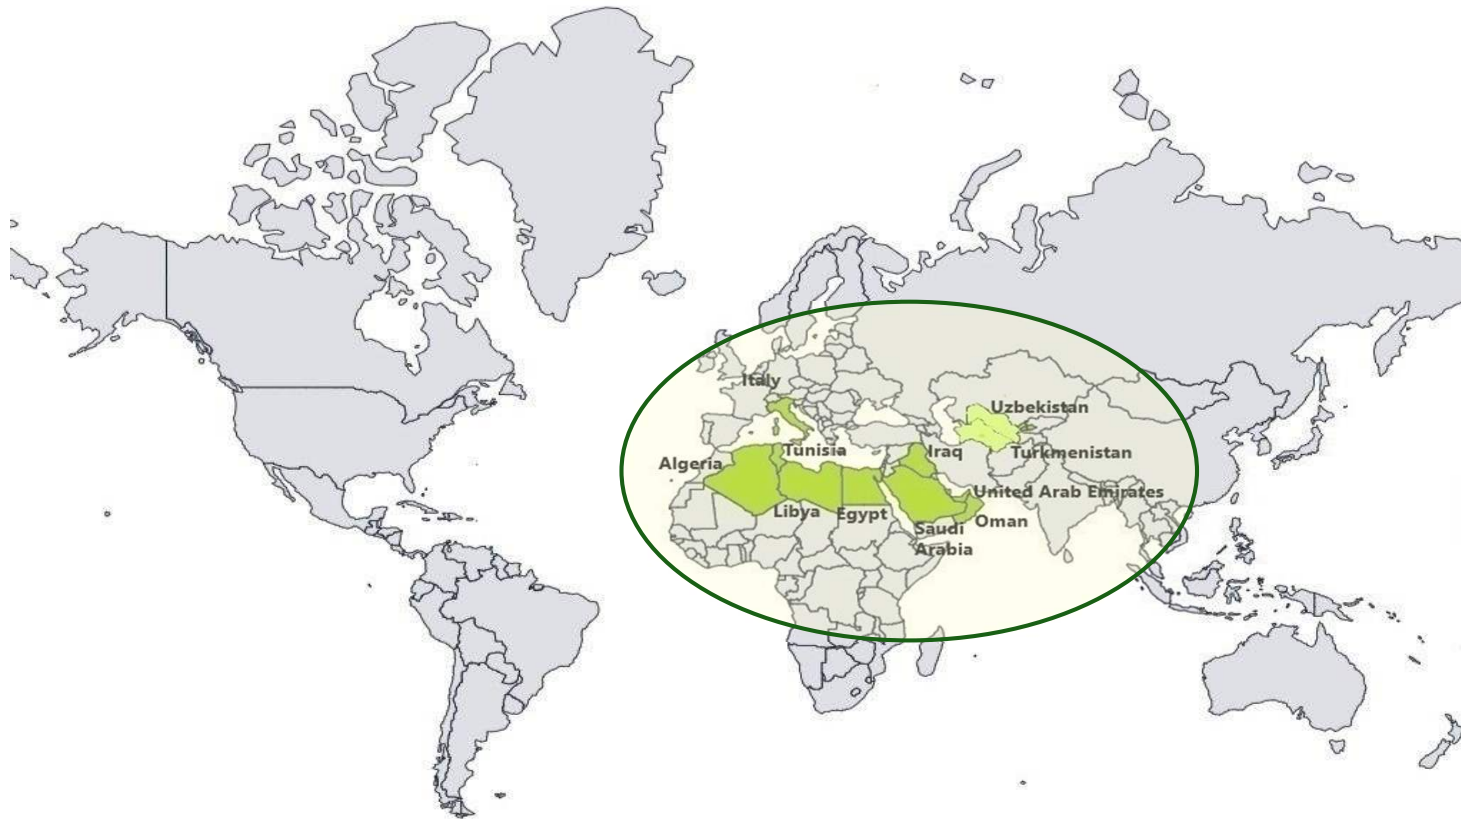 Italy
Uzbekistan
Tunisia
Iraq
Turkmenistan
Algeria
United Arab Emirates
Libya
Egypt
Oman
Saudi
Arabia